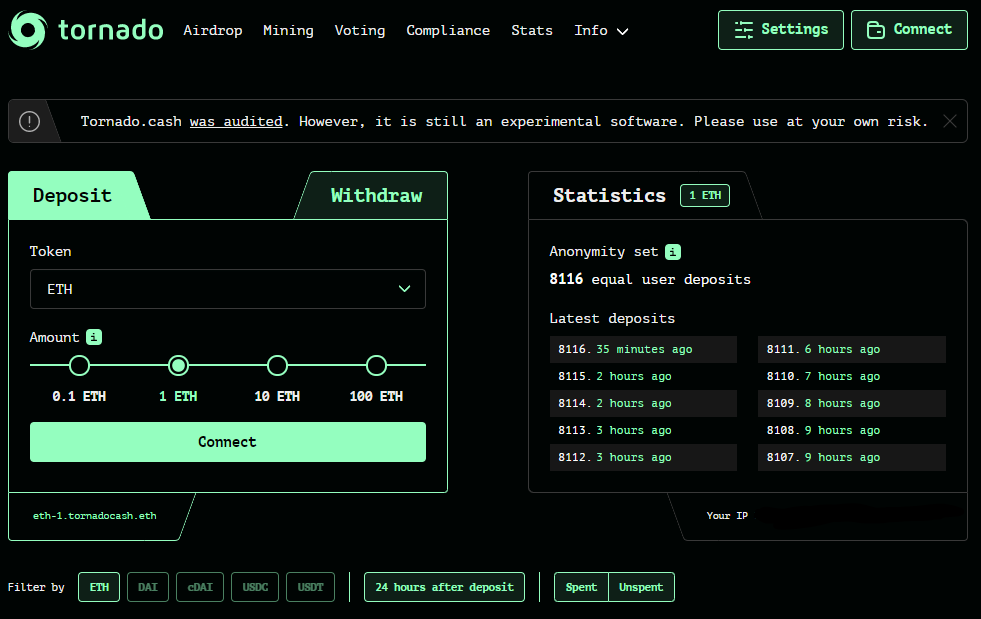 tornado Airdrop Mining Voting Compliance Stats Info Settings Connect
Tornado.cash was audited. However, it is still an experimental software. Please use at your own risk.
Deposit Withdraw
Token
ETH
Amount i
0.1 ETH 1 ETH 10 ETH 100 ETH
Connect
eth-1.tornadocash.eth
Statistics 1 ETH
Anonymity set i
8116 equal user deposits
Latest deposits
8116. 35 minutes ago
8115. 2 hours ago
8114. 2 hours ago
8113. 3 hours ago
8112. 3 hours ago
8111. 6 hours ago
8110. 7 hours ago
8109. 8 hours ago
8108. 9 hours ago
8107. 9 hours ago
Your IP
Filter by ETH DAI cDAI USDC USDT 24 hours after deposit Spent Unspent